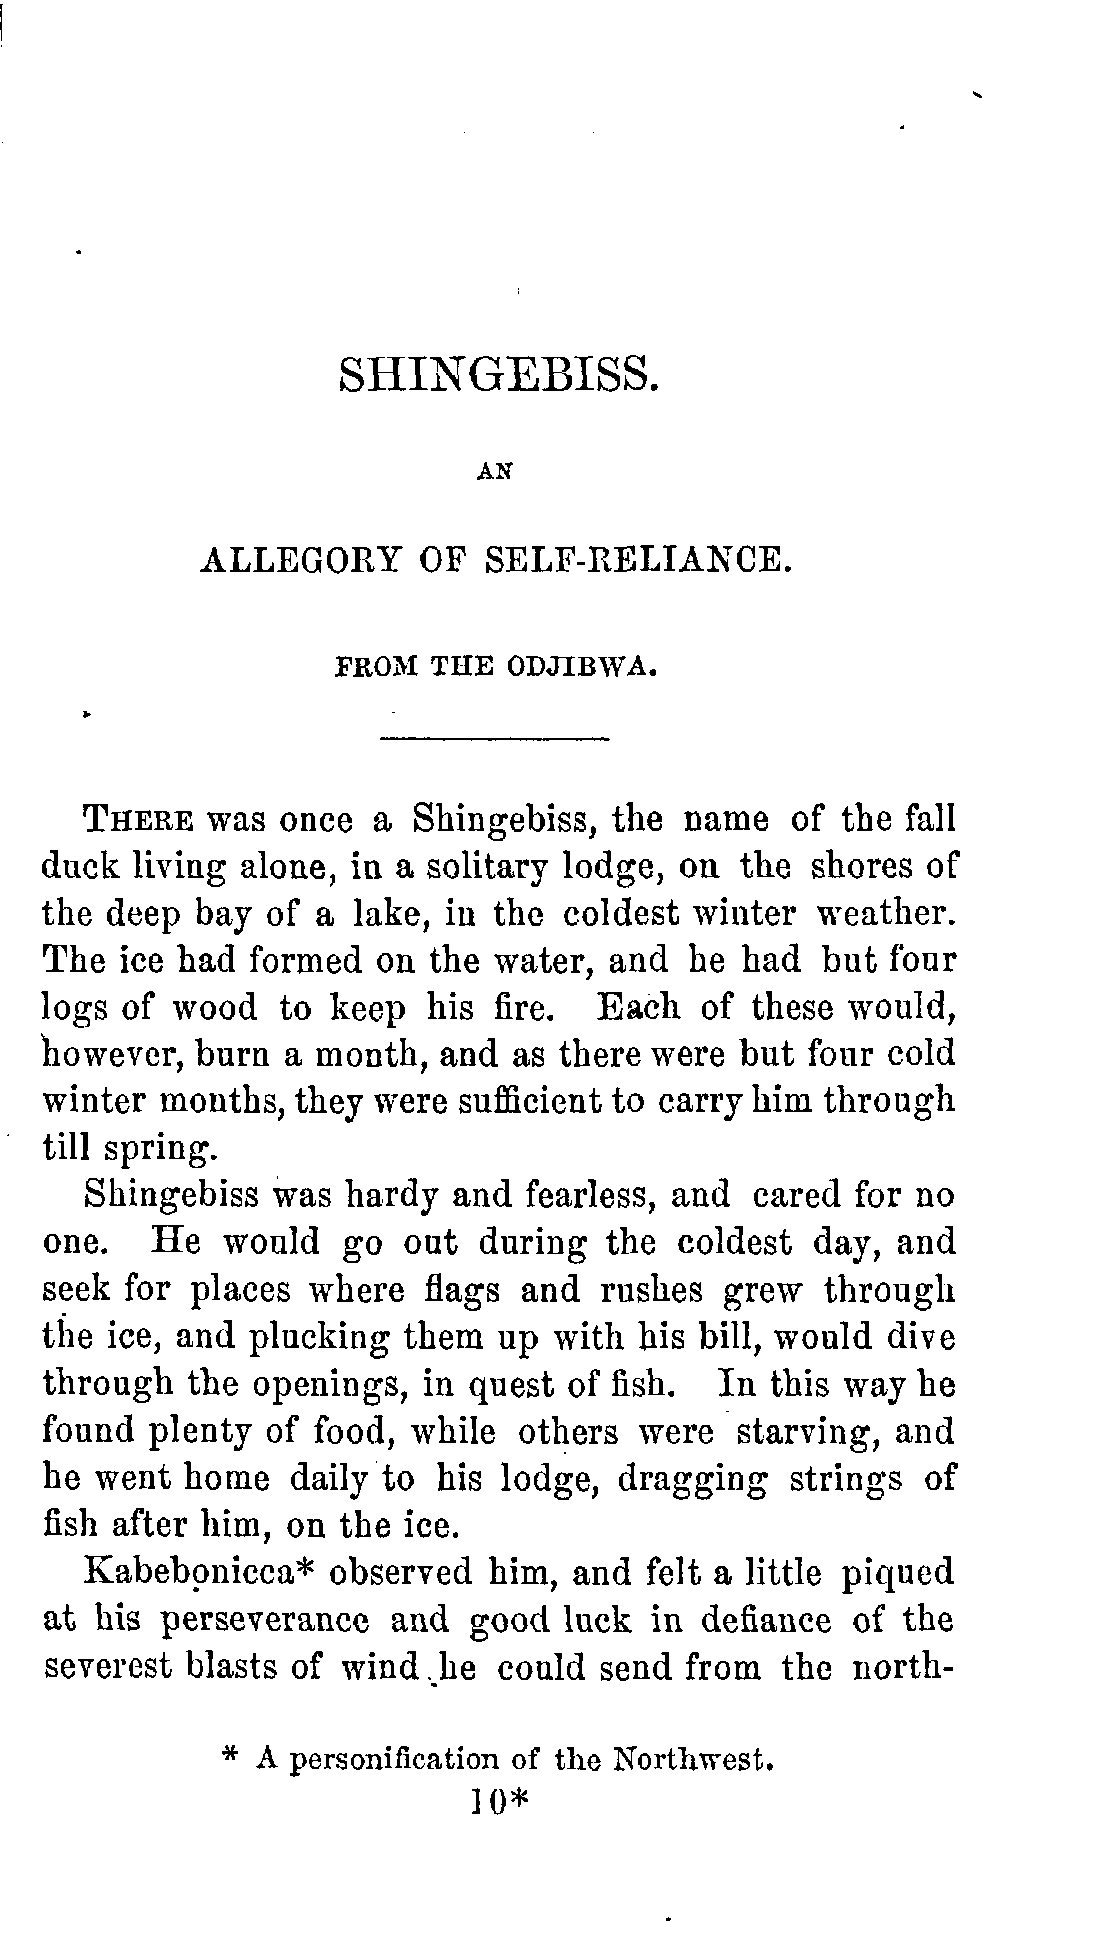 SHINGEBISS.
AN
ALLEGORY OF SELF-RELIANCE.
FROM THE ODJIBWA.
THERE was once a Shingebiss, the name of the fall
duck living alone, in a solitary lodge, on the shores of
the deep bay of a lake, in the coldest winter weather.
The ice had formed on the water, and he had but four
logs of wood to keep his fire. Each of these would,
however, burn a month, and as there were but four cold
winter months, they were sufficient to carry him through
till spring.
Shingebiss was hardy and fearless, and cared for no
one. He would go out during the coldest day, and
seek for places where flags and rushes grew through
the ice, and plucking them up with his bill, would dive
through the openings, in quest of fish. In this way he
found plenty of food, while others were starving, and
he went home daily to his lodge, dragging strings of
fish after him, on the ice.
Kabebonicca* observed him, and felt a little piqued
at his perseverance and good luck in defiance of the
severest blasts of wind he could send from the north-
* A personification of the Northwest.
10*